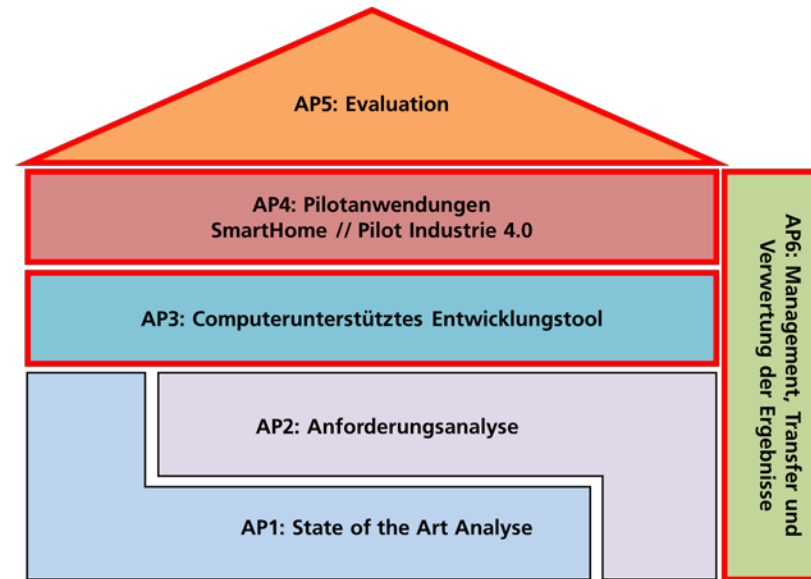 AP5: Evaluation
AP4: Pilotanwendungen
SmartHome // Pilot Industrie 4.0
AP3: Computerunterstütztes Entwicklungstool
AP2: Anforderungsanalyse
AP1: State of the Art Analyse
AP6: Management, Transfer und
Verwertung der Ergebnisse